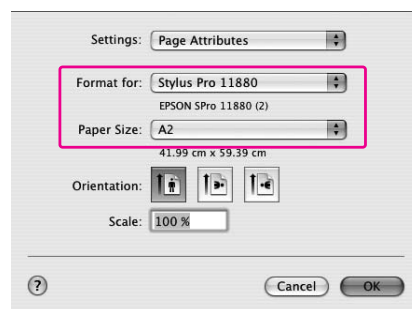 Settings: Page Attributes
Format for: Stylus Pro 11880
EPSON SPro 11880 (2)
Paper Size: A2
41.99 cm x 59.39 cm
Orientation:
Scale: 100 %
? Cancel OK